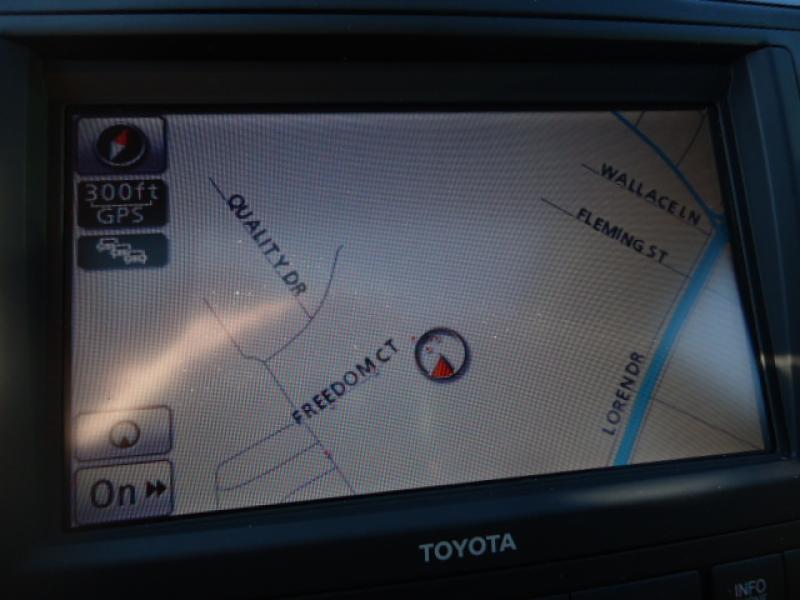 300ft
GPS
QUALITY DR
WALLACE LN
FLEMING ST
FREEDOM CT
LOREN DR
On
TOYOTA
INFO